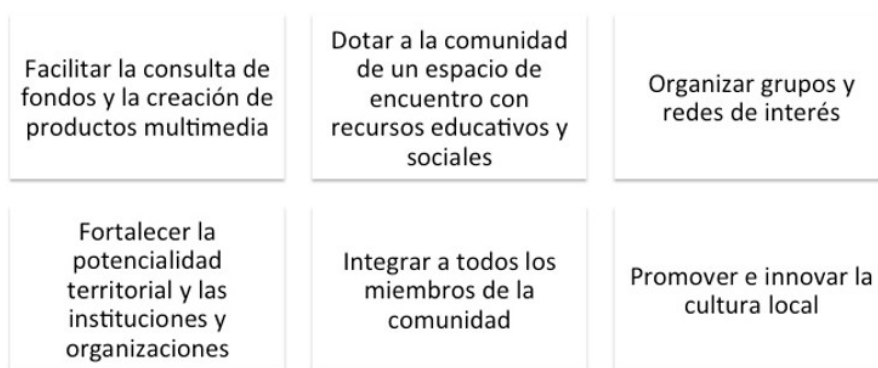 Facilitar la consulta de
fondos y la creación de
productos multimedia
Dotar a la comunidad
de un espacio de
encuentro con
recursos educativos y
sociales
Organizar grupos y
redes de interés
Fortalecer la
potencialidad
territorial y las
instituciones y
organizaciones
Integrar a todos los
miembros de la
comunidad
Promover e innovar la
cultura local